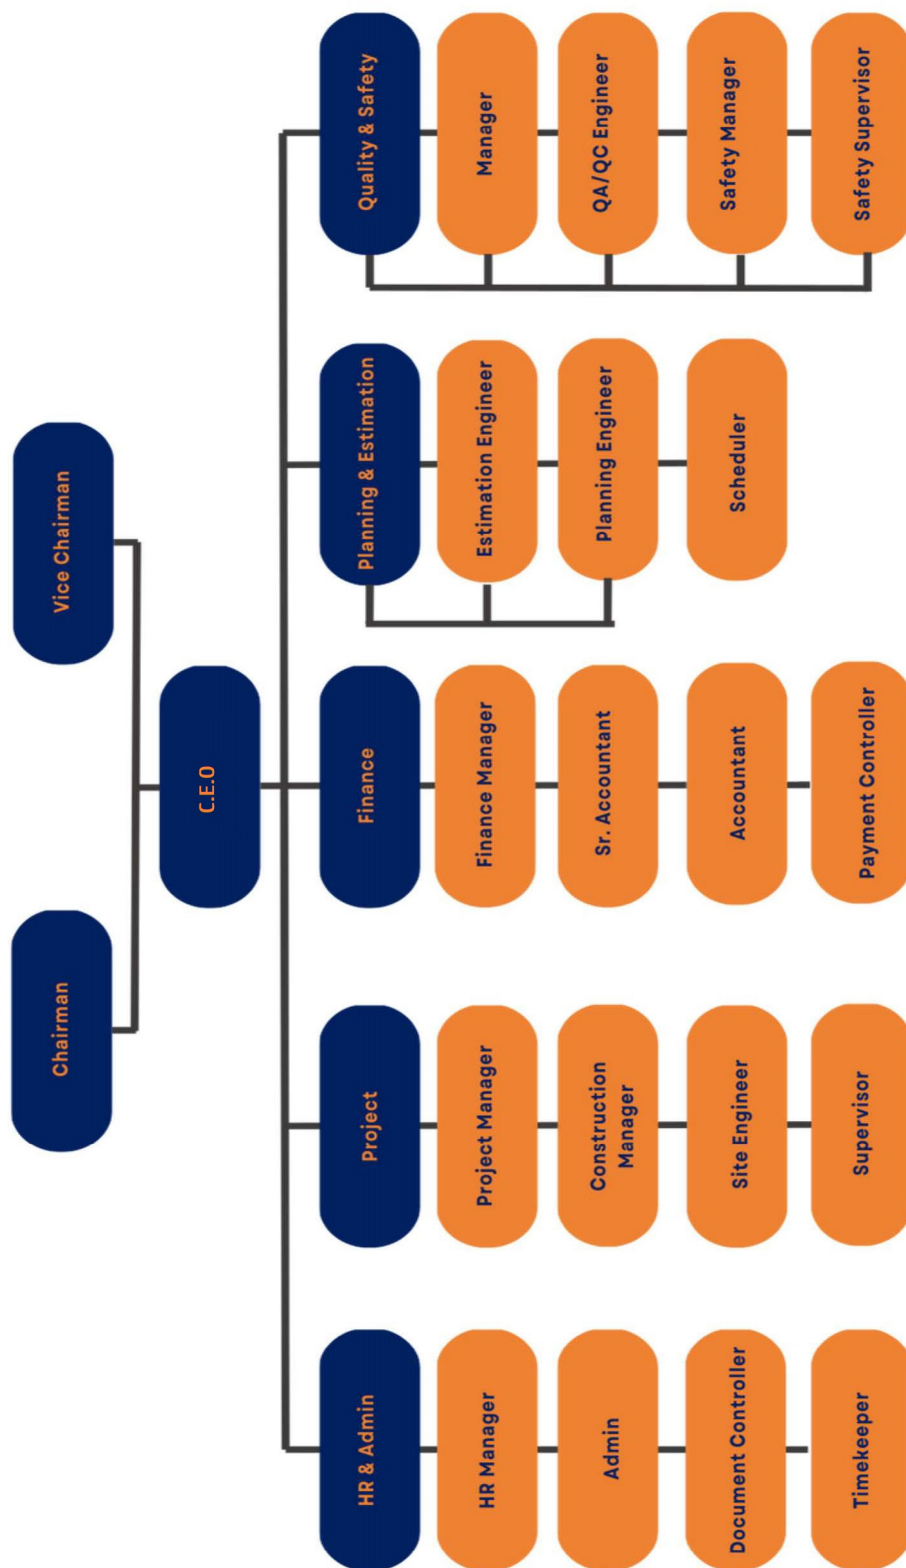 Chairman
Vice Chairman
C.E.O
HR & Admin
Project
Finance
Planning & Estimation
Quality & Safety
HR Manager
Project Manager
Finance Manager
Estimation Engineer
Manager
Admin
Construction
Manager
Sr. Accountant
Planning Engineer
QA/QC Engineer
Document Controller
Site Engineer
Accountant
Scheduler
Safety Manager
Timekeeper
Supervisor
Payment Controller
Safety Supervisor